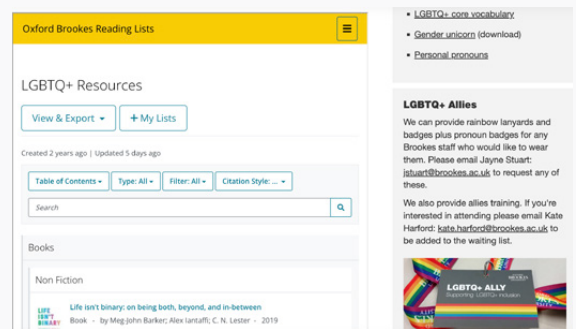 Oxford Brookes Reading Lists
LGBTQ+ Resources
View & Export
+ My Lists
Created 2 years ago | Updated 5 days ago
Table of Contents
Type: All
Filter: All
Citation Style: ...
Search
Books
Non Fiction
LIFE
ISN'T
BINARY
Life isn't binary: on being both, beyond, and in-between
Book - by Meg-John Barker; Alex Iantaffi; C. N. Lester - 2019
• LGBTQ+ core vocabulary
• Gender unicorn (download)
• Personal pronouns
LGBTQ+ Allies
We can provide rainbow lanyards and
badges plus pronoun badges for any
Brookes staff who would like to wear
them. Please email Jayne Stuart:
jstuart@brookes.ac.uk to request any of
these.
We also provide allies training. If you're
interested in attending please email Kate
Harford: kate.harford@brookes.ac.uk to
be added to the waiting list.
LGBTQ+ ALLY
Supporting LGBTQ+ inclusion